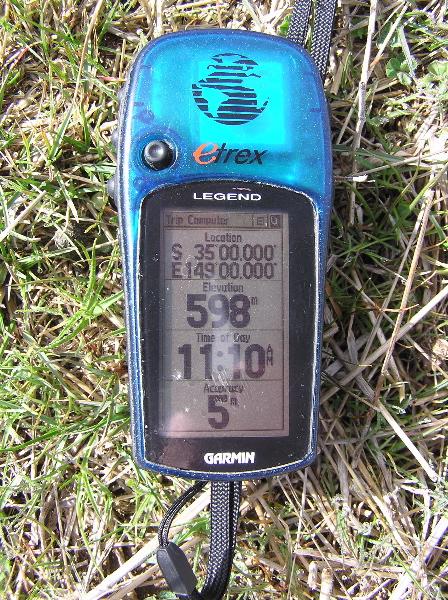 etrex
LEGEND
Trip Computer
Location
S 35°00.000'
E149°00.000'
Elevation
598m
Time of Day
11:10AM
Accuracy
5m
GARMIN